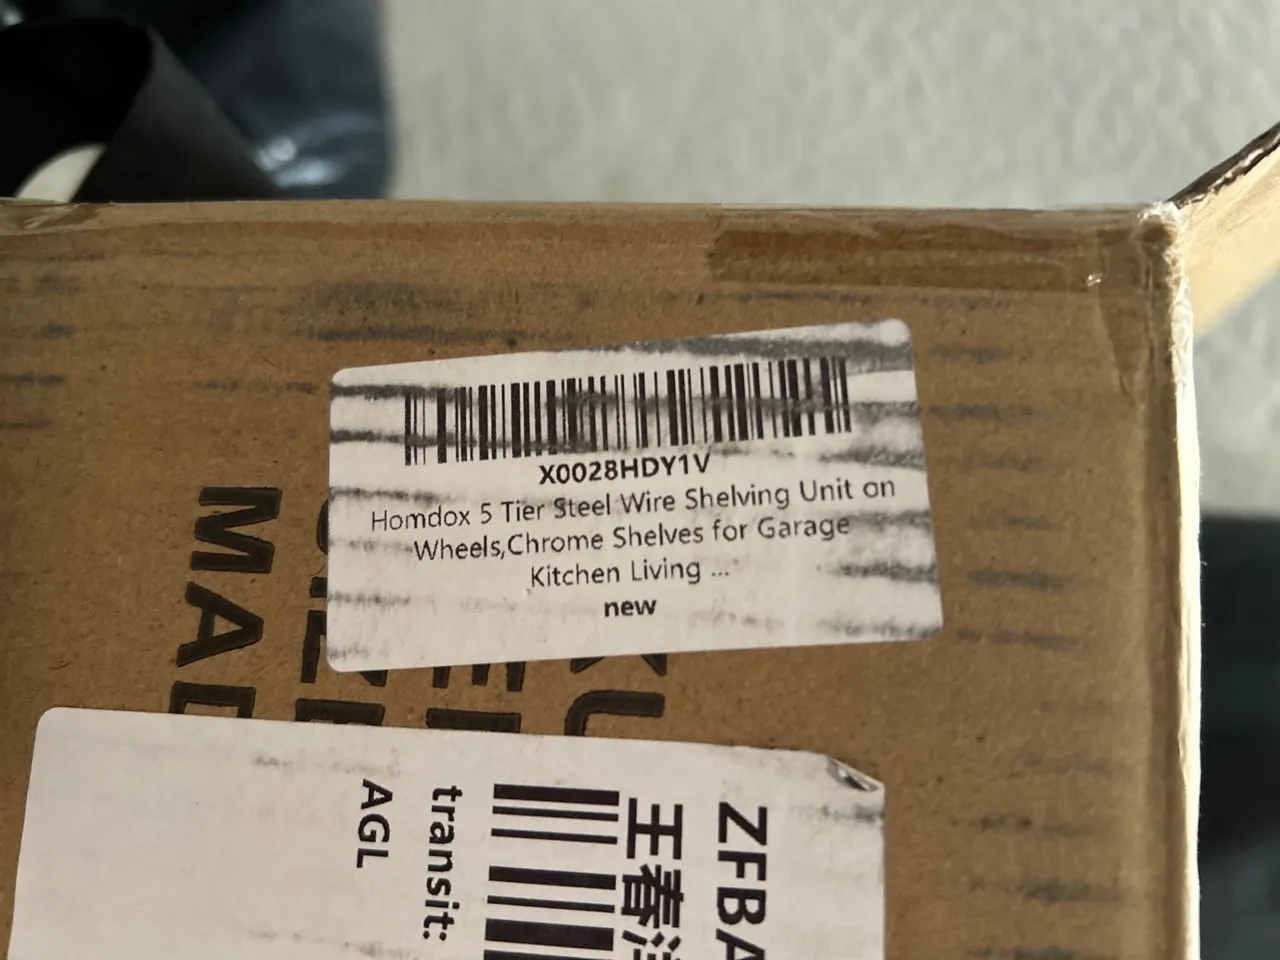 X0028HDY1V
Homdox 5 Tier Steel Wire Shelving Unit on
Wheels,Chrome Shelves for Garage
Kitchen Living ...
new
ZFBA
王春
transit:
AGL